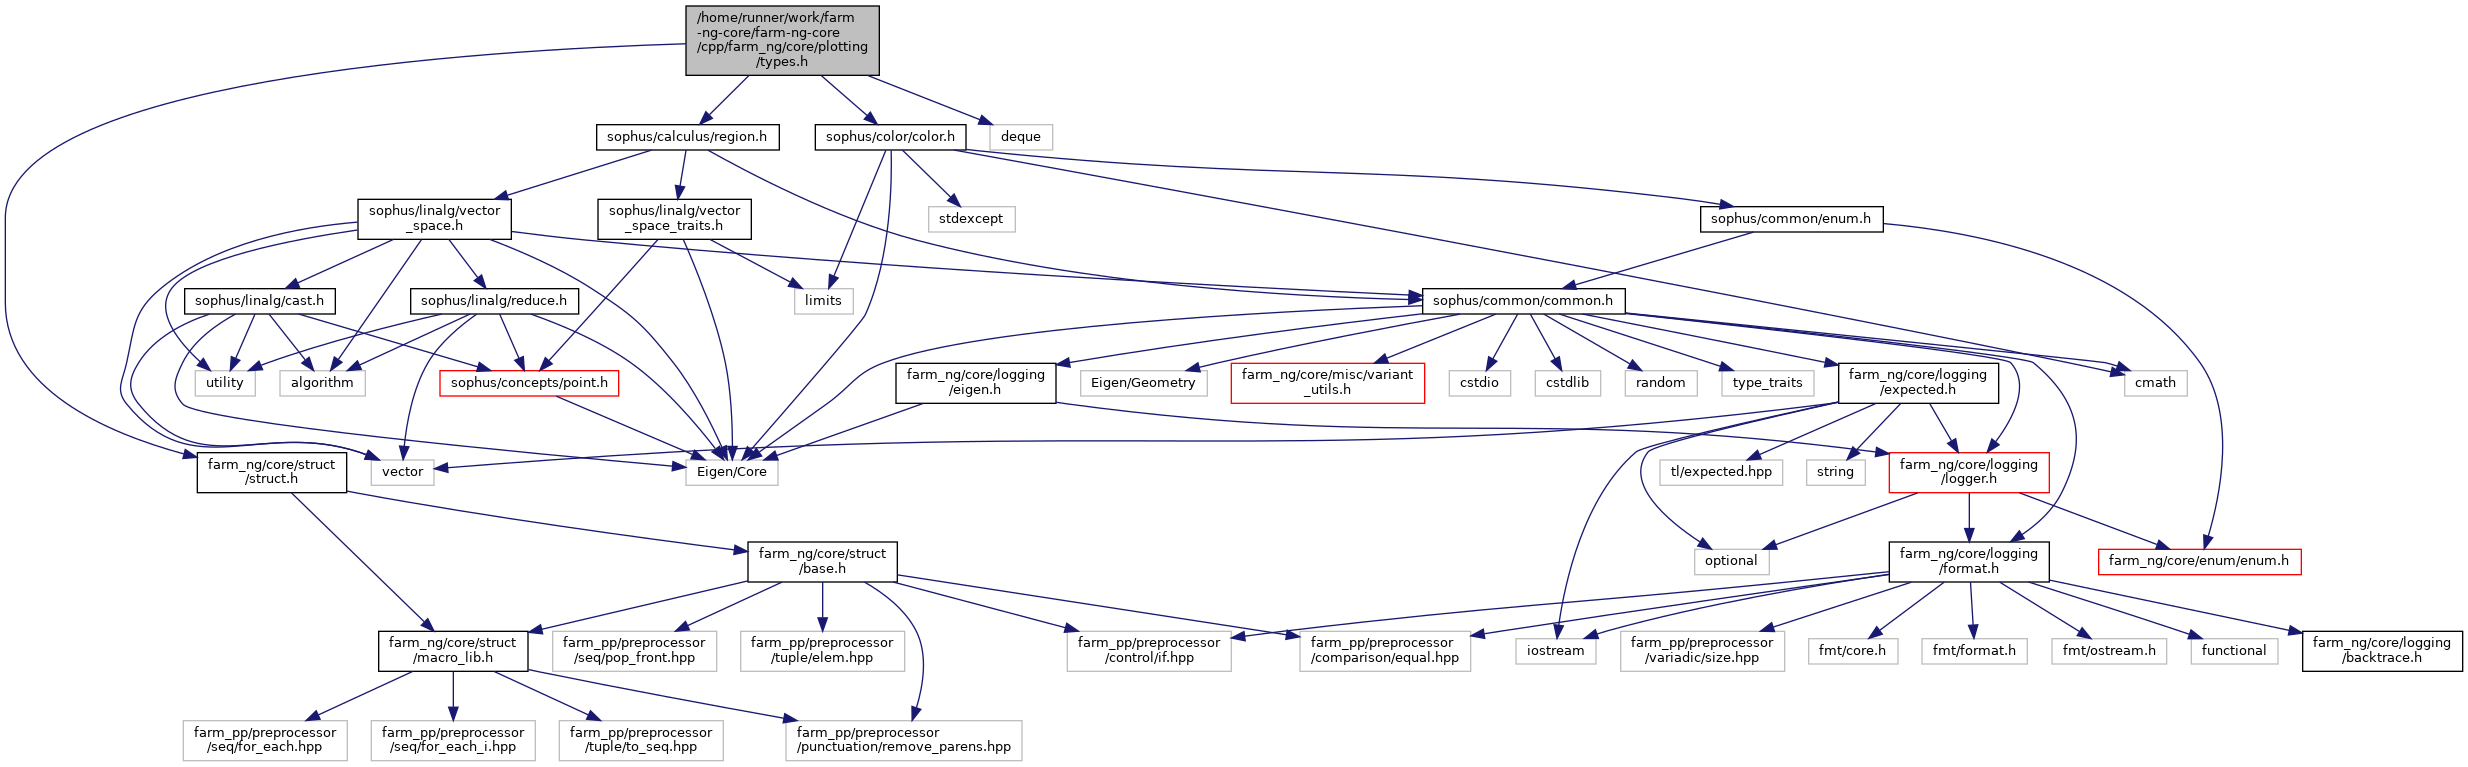 /home/runner/work/farm
-ng-core/farm-ng-core
/cpp/farm_ng/core/plotting
/types.h
sophus/calculus/region.h
sophus/color/color.h
deque
sophus/linalg/vector
_space.h
sophus/linalg/vector
_space_traits.h
stdexcept
sophus/common/enum.h
sophus/linalg/cast.h
sophus/linalg/reduce.h
limits
sophus/common/common.h
utility
algorithm
sophus/concepts/point.h
farm_ng/core/logging
/eigen.h
Eigen/Geometry
farm_ng/core/misc/variant
_utils.h
cstdio
cstdlib
random
type_traits
farm_ng/core/logging
/expected.h
cmath
farm_ng/core/struct
/struct.h
vector
Eigen/Core
tl/expected.hpp
string
farm_ng/core/logging
/logger.h
farm_ng/core/struct
/base.h
optional
farm_ng/core/logging
/format.h
farm_ng/core/enum/enum.h
farm_ng/core/struct
/macro_lib.h
farm_pp/preprocessor
/seq/pop_front.hpp
farm_pp/preprocessor
/tuple/elem.hpp
farm_pp/preprocessor
/control/if.hpp
farm_pp/preprocessor
/comparison/equal.hpp
iostream
farm_pp/preprocessor
/variadic/size.hpp
fmt/core.h
fmt/format.h
fmt/ostream.h
functional
farm_ng/core/logging
/backtrace.h
farm_pp/preprocessor
/seq/for_each.hpp
farm_pp/preprocessor
/seq/for_each_i.hpp
farm_pp/preprocessor
/tuple/to_seq.hpp
farm_pp/preprocessor
/punctuation/remove_parens.hpp